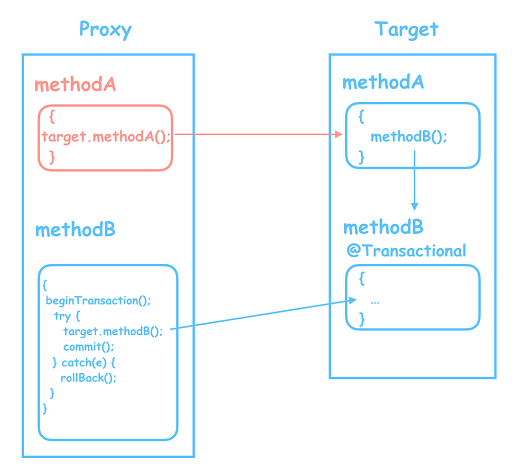 Proxy
methodA
{
target.methodA();
}
methodB
{
beginTransaction();
try {
target.methodB();
commit();
} catch(e) {
rollBack();
}
}
Target
methodA
{
methodB();
}
methodB
@Transactional
{
...
}